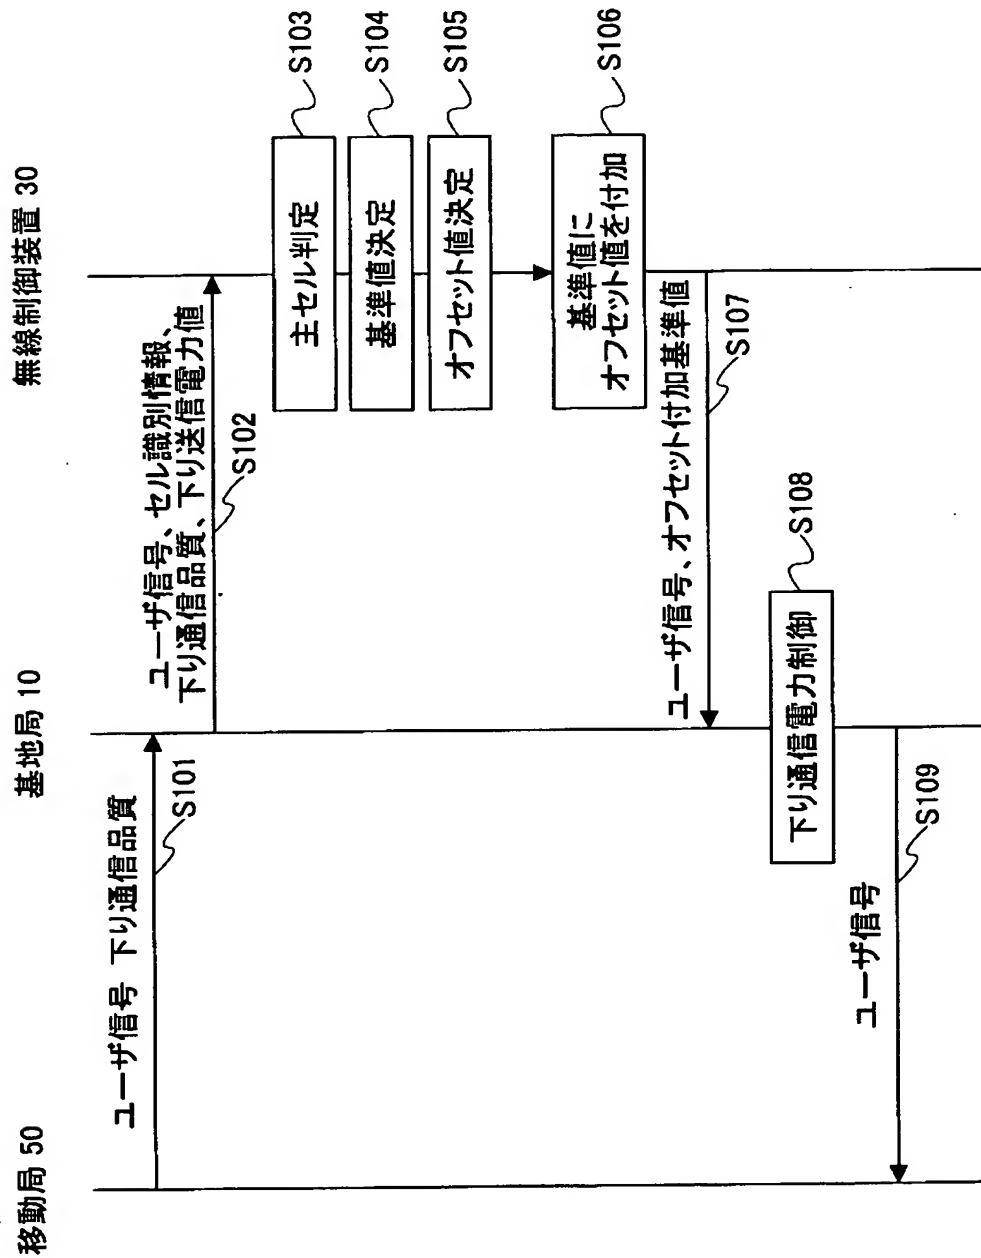 移動局 50
基地局 10
無線制御装置 30
ユーザ信号 下り通信品質
S101
ユーザ信号、セル識別情報、
下り通信品質、下り送信電力値
S102
主セル判定
S103
基準値決定
S104
オフセット値決定
S105
基準値に
オフセット値を付加
S106
ユーザ信号、オフセット付加基準値
S107
下り通信電力制御
S108
ユーザ信号
S109